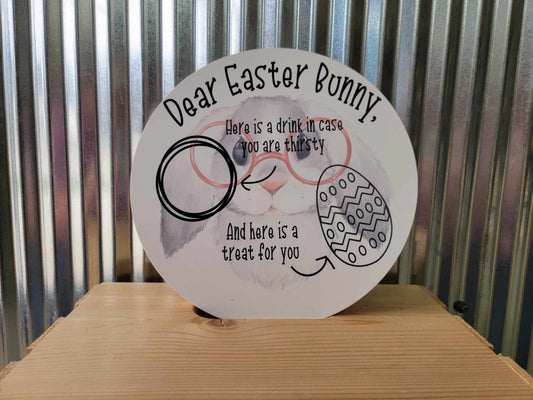 Dear Easter Bunny,
Here is a drink in case
you are thirsty
And here is a
treat for you